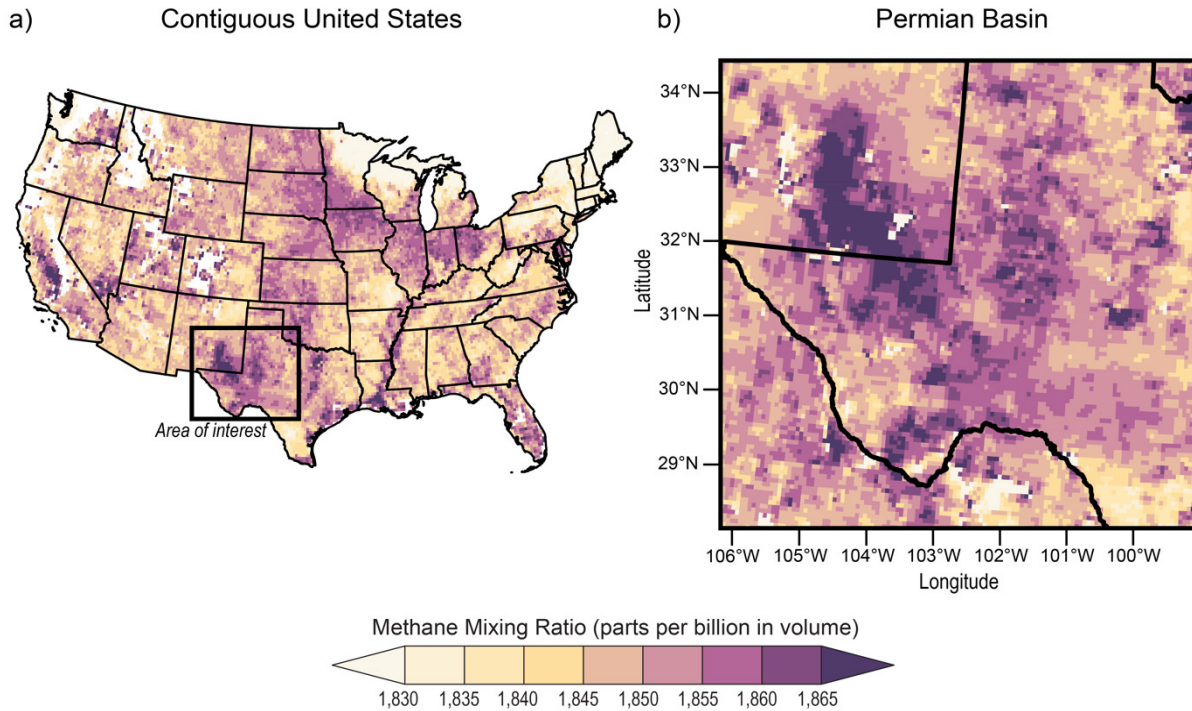 a)
Contiguous United States
Area of interest
b)
Permian Basin
Latitude
34°N
33°N
32°N
31°N
30°N
29°N
106°W 105°W 104°W 103°W 102°W 101°W 100°W
Longitude
Methane Mixing Ratio (parts per billion in volume)
1,830 1,835 1,840 1,845 1,850 1,855 1,860 1,865